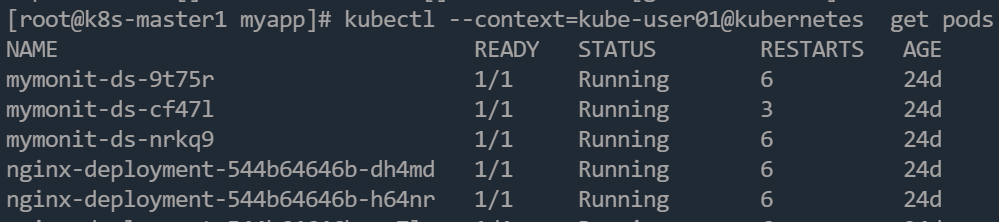 [root@k8s-master1 myapp]# kubectl --context=kube-user01@kubernetes  get pods
NAME                                READY   STATUS    RESTARTS   AGE
mymonit-ds-9t75r                    1/1     Running   6          24d
mymonit-ds-cf47l                    1/1     Running   3          24d
mymonit-ds-nrkq9                    1/1     Running   6          24d
nginx-deployment-544b64646b-dh4md   1/1     Running   6          24d
nginx-deployment-544b64646b-h64nr   1/1     Running   6          24d